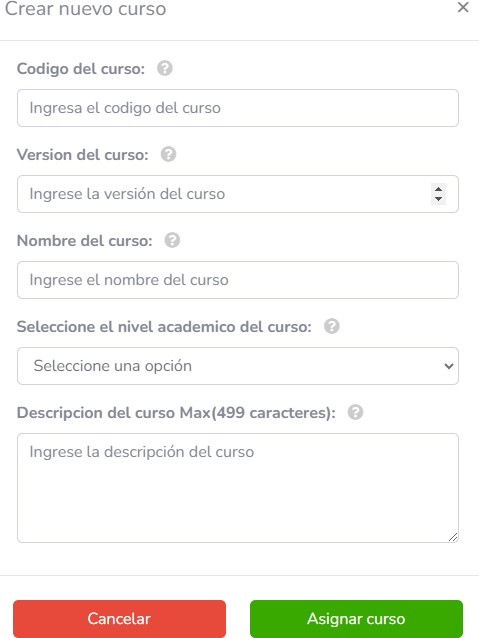 Crear nuevo curso ×
Codigo del curso: ?
Ingresa el codigo del curso
Version del curso: ?
Ingrese la versión del curso
Nombre del curso: ?
Ingrese el nombre del curso
Seleccione el nivel academico del curso: ?
Seleccione una opción
Descripcion del curso Max(499 caracteres): ?
Ingrese la descripción del curso
Cancelar Asignar curso